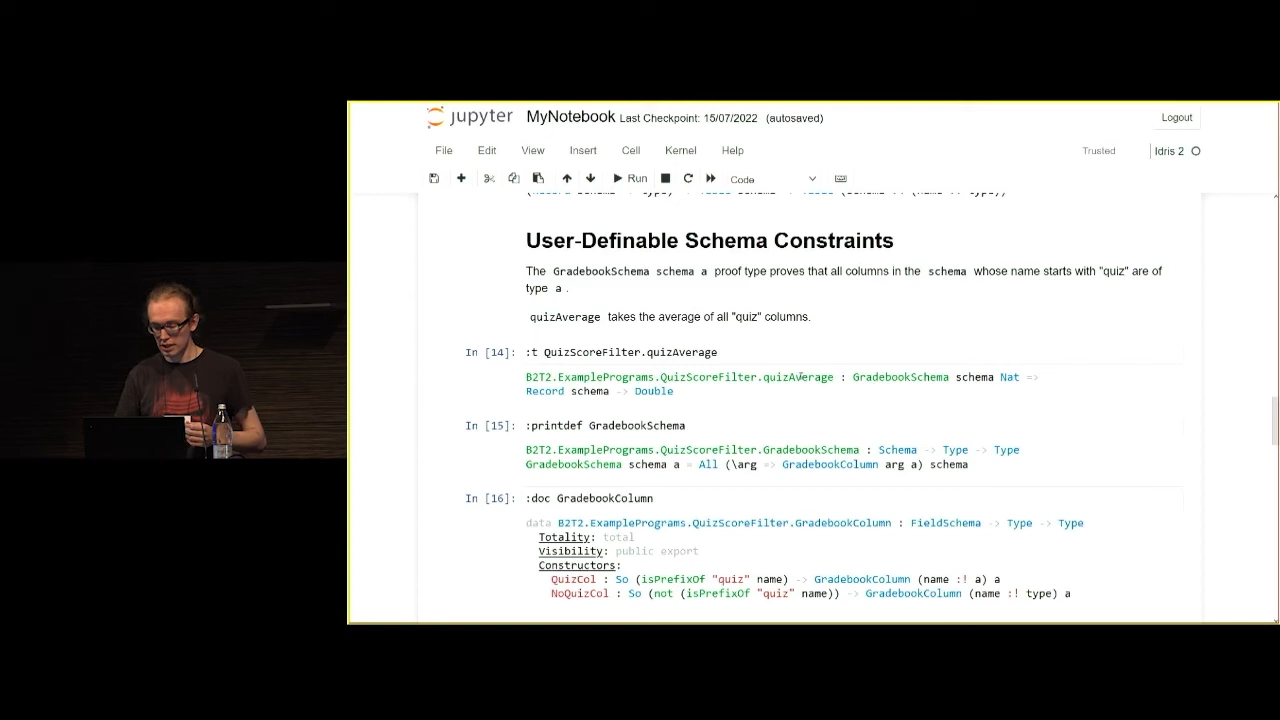 jupyter MyNotebook Last Checkpoint: 15/07/2022 (autosaved) Logout
File Edit View Insert Cell Kernel Help Trusted Idris 2
Run Code
User-Definable Schema Constraints
The GradebookSchema schema a proof type proves that all columns in the schema whose name starts with "quiz" are of
type a .
quizAverage takes the average of all "quiz" columns.
In [14]: :t QuizScoreFilter.quizAverage
B2T2.ExamplePrograms.QuizScoreFilter.quizAverage : GradebookSchema schema Nat =>
Record schema -> Double
In [15]: :printdef GradebookSchema
B2T2.ExamplePrograms.QuizScoreFilter.GradebookSchema : Schema -> Type -> Type
GradebookSchema schema a = All (\arg => GradebookColumn arg a) schema
In [16]: :doc GradebookColumn
data B2T2.ExamplePrograms.QuizScoreFilter.GradebookColumn : FieldSchema -> Type -> Type
Totality: total
Visibility: public export
Constructors:
QuizCol : So (isPrefixOf "quiz" name) -> GradebookColumn (name :! a) a
NoQuizCol : So (not (isPrefixOf "quiz" name)) -> GradebookColumn (name :! type) a